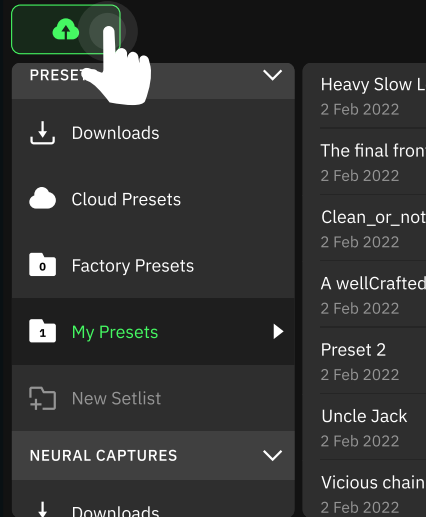 PRESETS
Downloads
Cloud Presets
0
Factory Presets
1
My Presets
New Setlist
NEURAL CAPTURES
Downloads
Heavy Slow L
2 Feb 2022
The final fron
2 Feb 2022
Clean_or_not
2 Feb 2022
A wellCrafted
2 Feb 2022
Preset 2
2 Feb 2022
Uncle Jack
2 Feb 2022
Vicious chain
2 Feb 2022